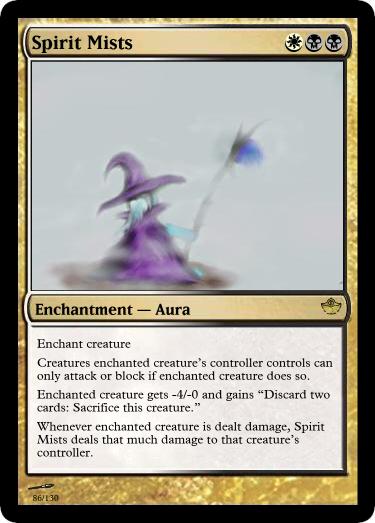 Spirit Mists
Enchantment — Aura
Enchant creature
Creatures enchanted creature's controller controls can
only attack or block if enchanted creature does so.
Enchanted creature gets -4/-0 and gains “Discard two
cards: Sacrifice this creature.”
Whenever enchanted creature is dealt damage, Spirit
Mists deals that much damage to that creature's
controller.
86/130